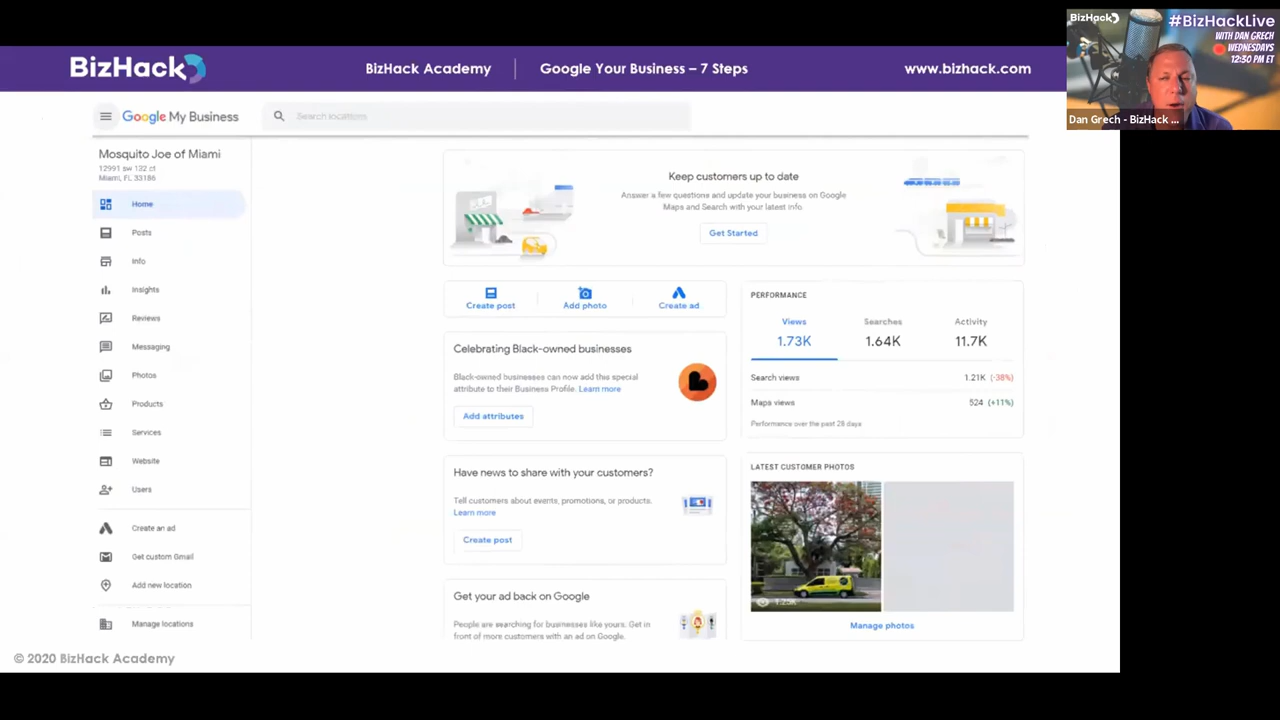 BizHack
BizHack Academy | Google Your Business – 7 Steps
www.bizhack.com
BizHack
#BizHackLive
WITH DAN GRECH
WEDNESDAYS
12:30 PM ET
Dan Grech - BizHack ...
Google My Business
Search locations
Mosquito Joe of Miami
12991 sw 132 ct
Miami, FL 33186
Home
Posts
Info
Insights
Reviews
Messaging
Photos
Products
Services
Website
Users
Create an ad
Get custom Gmail
Add new location
Manage locations
Keep customers up to date
Answer a few questions and update your business on Google
Maps and Search with your latest info.
Get Started
Create post
Add photo
Create ad
Celebrating Black-owned businesses
Black-owned businesses can now add this special
attribute to their Business Profile. Learn more
Add attributes
Have news to share with your customers?
Tell customers about events, promotions, or products.
Learn more
Create post
Get your ad back on Google
People are searching for businesses like yours. Get in
front of more customers with an ad on Google.
PERFORMANCE
Views Searches Activity
1.73K 1.64K 11.7K
Search views 1.21K (-38%)
Maps views 524 (+11%)
Performance over the past 28 days
LATEST CUSTOMER PHOTOS
Manage photos
© 2020 BizHack Academy